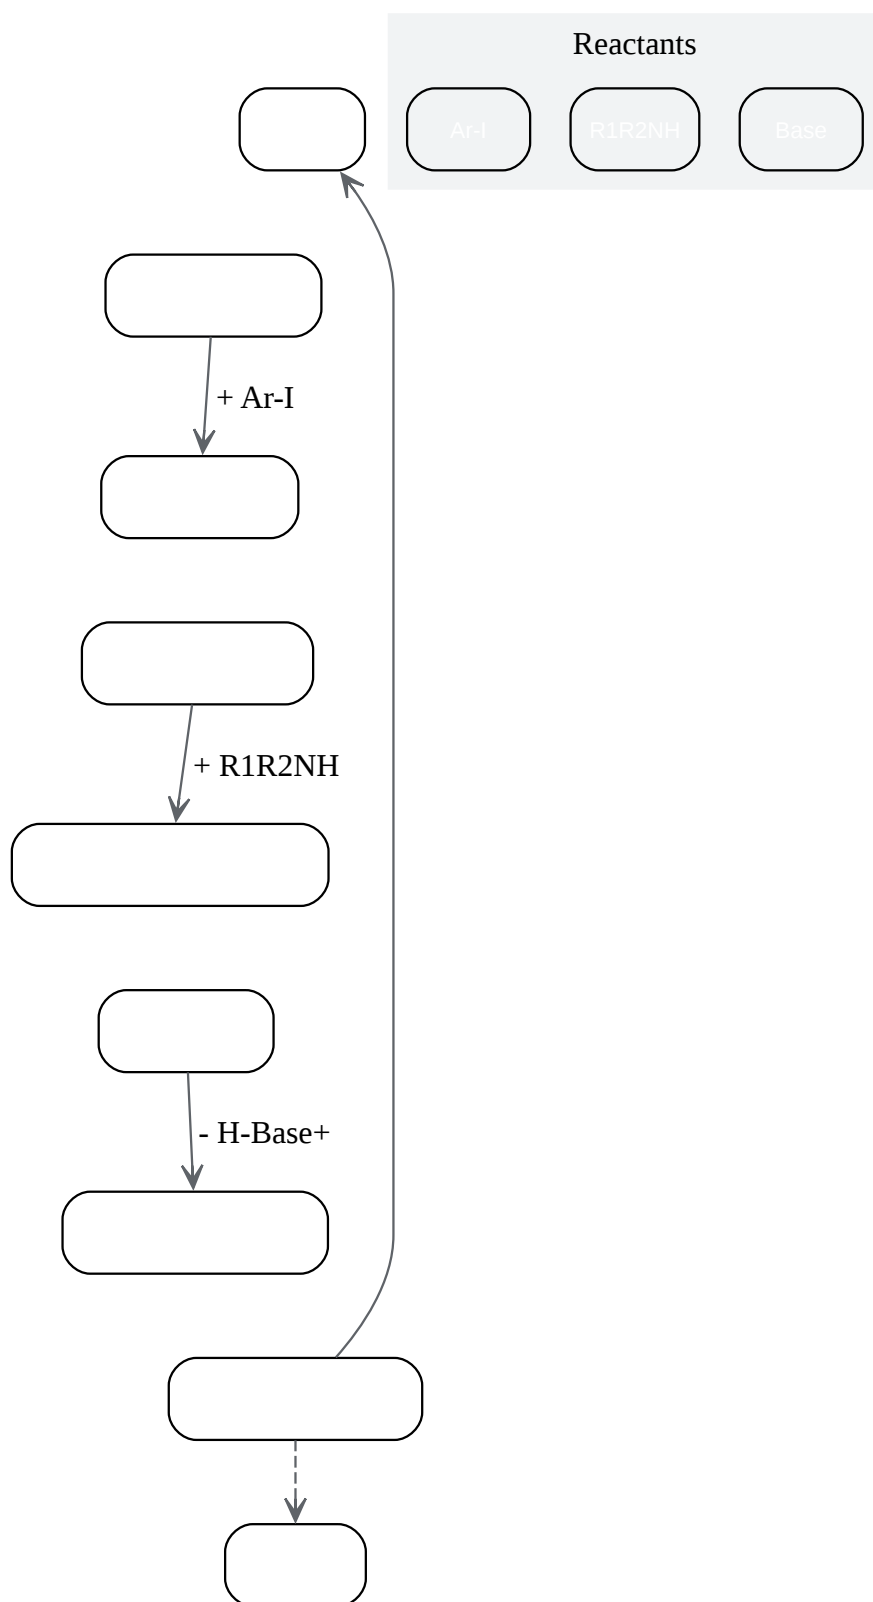 Reactants
Ar-I
R1R2NH
Base
+ Ar-I
+ R1R2NH
- H-Base+